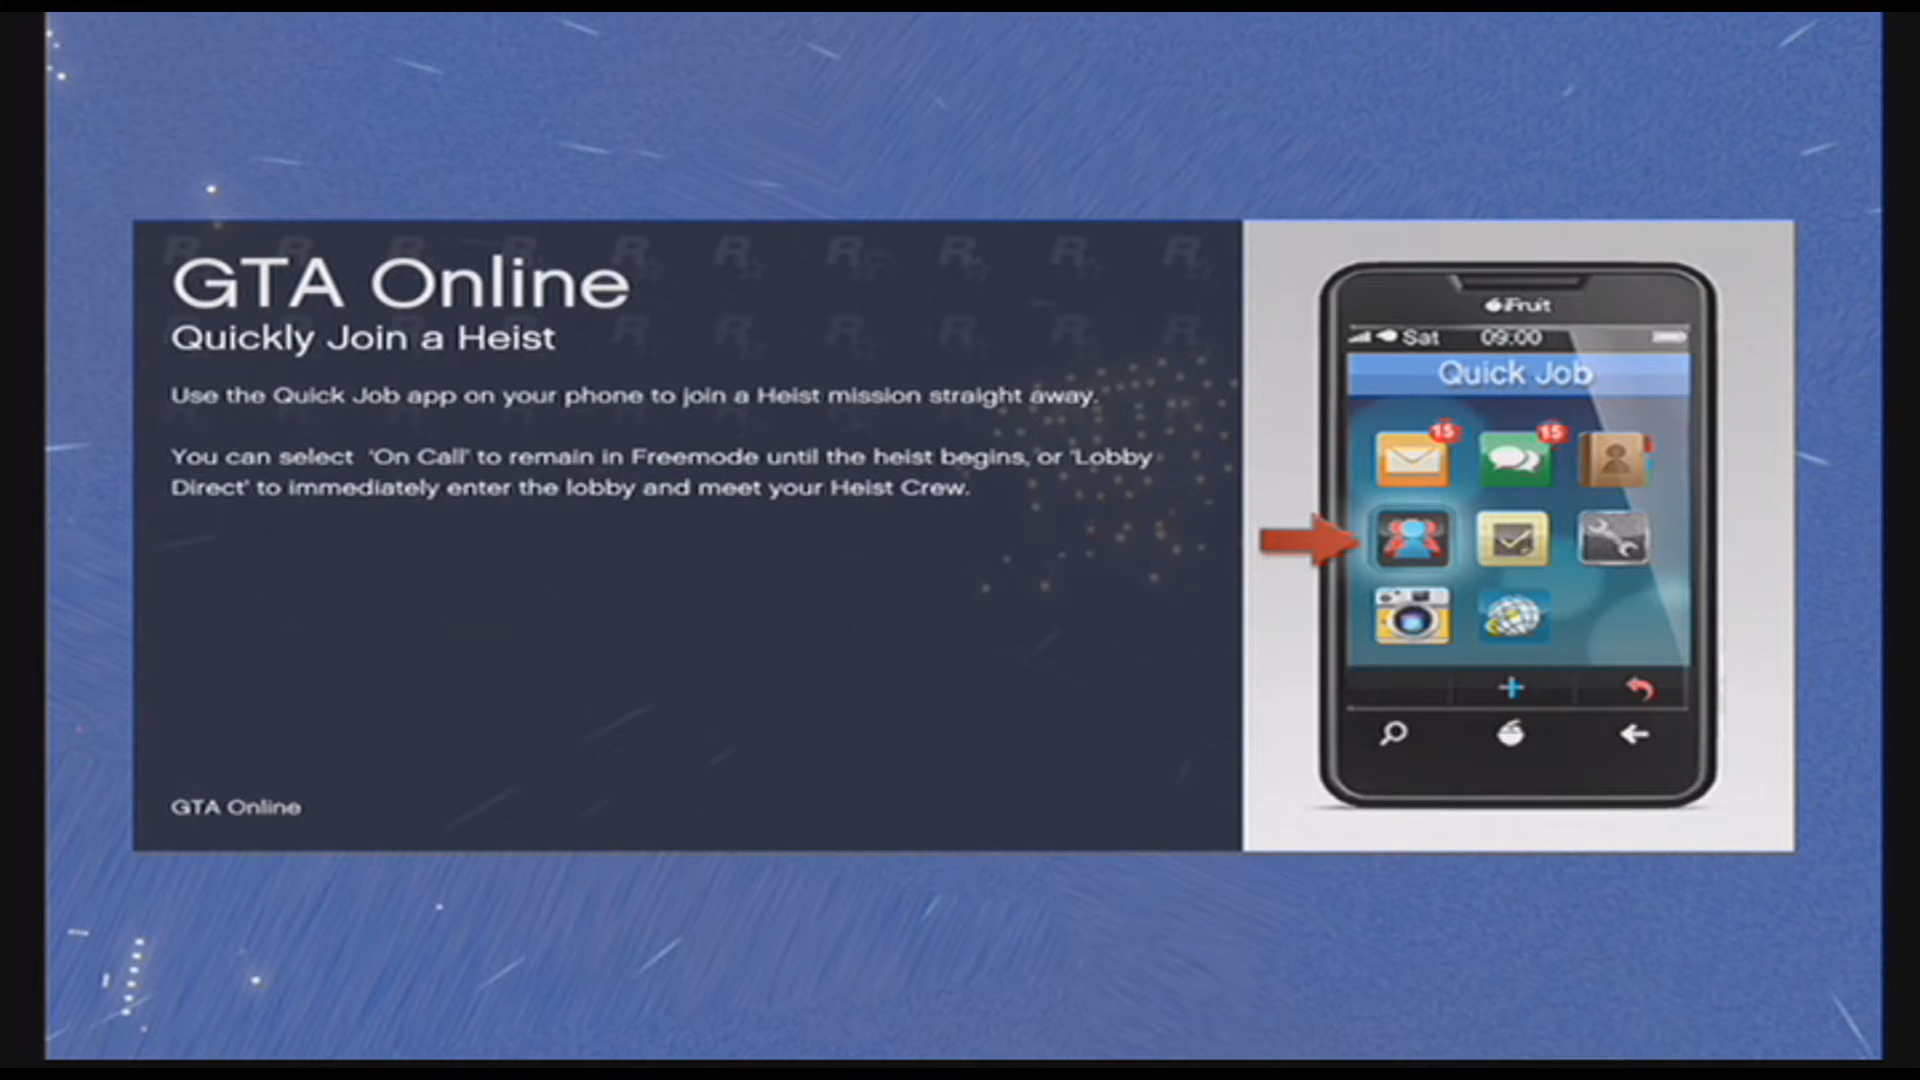 GTA Online
Quickly Join a Heist
Use the Quick Job app on your phone to join a Heist mission straight away.
You can select 'On Call' to remain in Freemode until the heist begins, or 'Lobby
Direct' to immediately enter the lobby and meet your Heist Crew.
GTA Online
iFruit
Sat 09:00
Quick Job
15 15